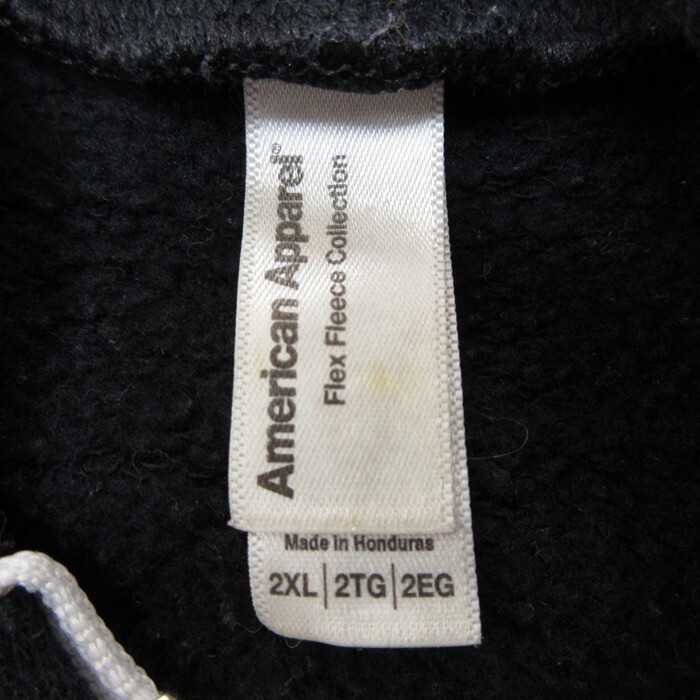 American Apparel®
Flex Fleece Collection
Made in Honduras
2XL|2TG|2EG